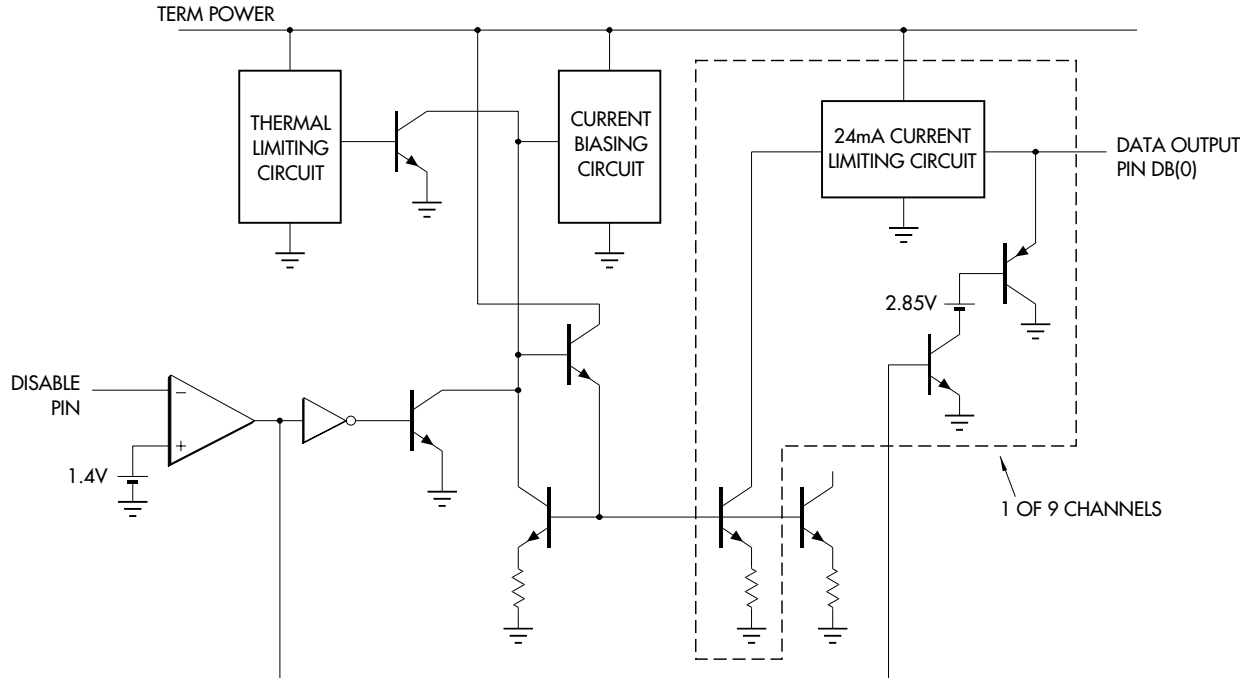 TERM POWER
THERMAL
LIMITING
CIRCUIT
CURRENT
BIASING
CIRCUIT
24mA CURRENT
LIMITING CIRCUIT
DATA OUTPUT
PIN DB(0)
2.85V
DISABLE
PIN
−
+
1.4V
1 OF 9 CHANNELS